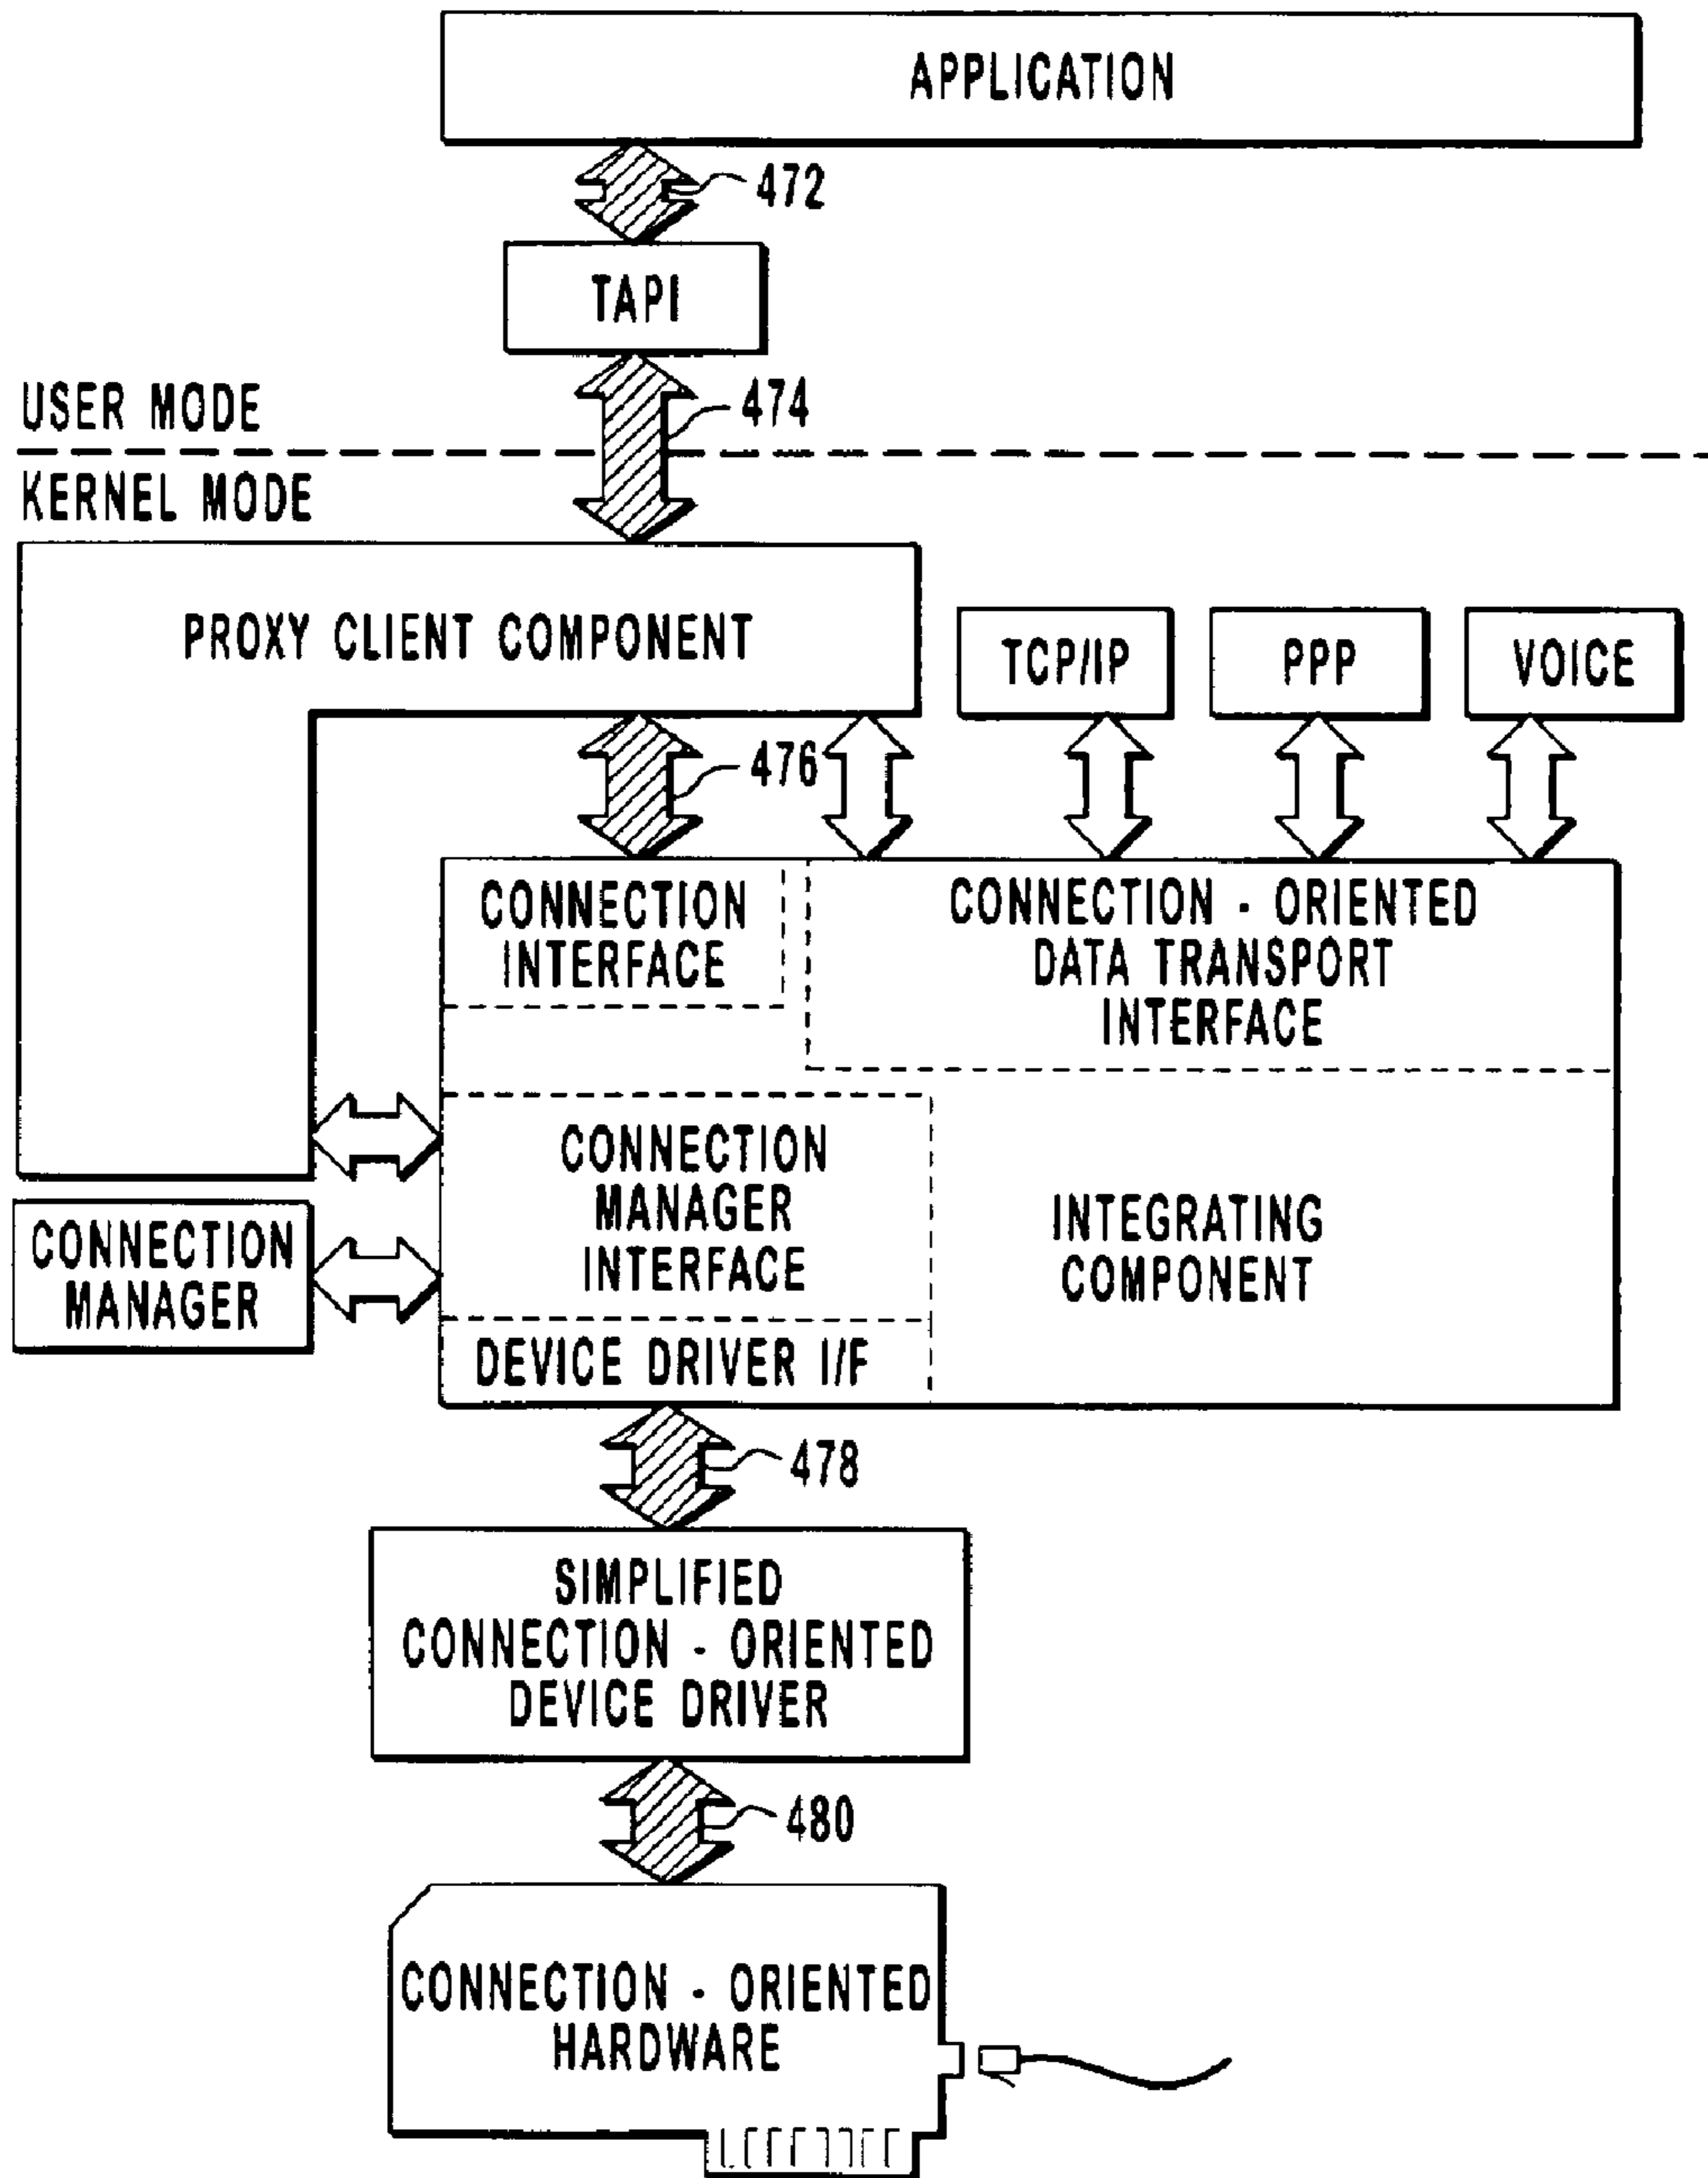 APPLICATION
472
TAPI
474
USER MODE
KERNEL MODE
PROXY CLIENT COMPONENT
TCP/IP
PPP
VOICE
476
CONNECTION
INTERFACE
CONNECTION - ORIENTED
DATA TRANSPORT
INTERFACE
CONNECTION
MANAGER
INTERFACE
INTEGRATING
COMPONENT
CONNECTION
MANAGER
DEVICE DRIVER I/F
478
SIMPLIFIED
CONNECTION - ORIENTED
DEVICE DRIVER
480
CONNECTION - ORIENTED
HARDWARE